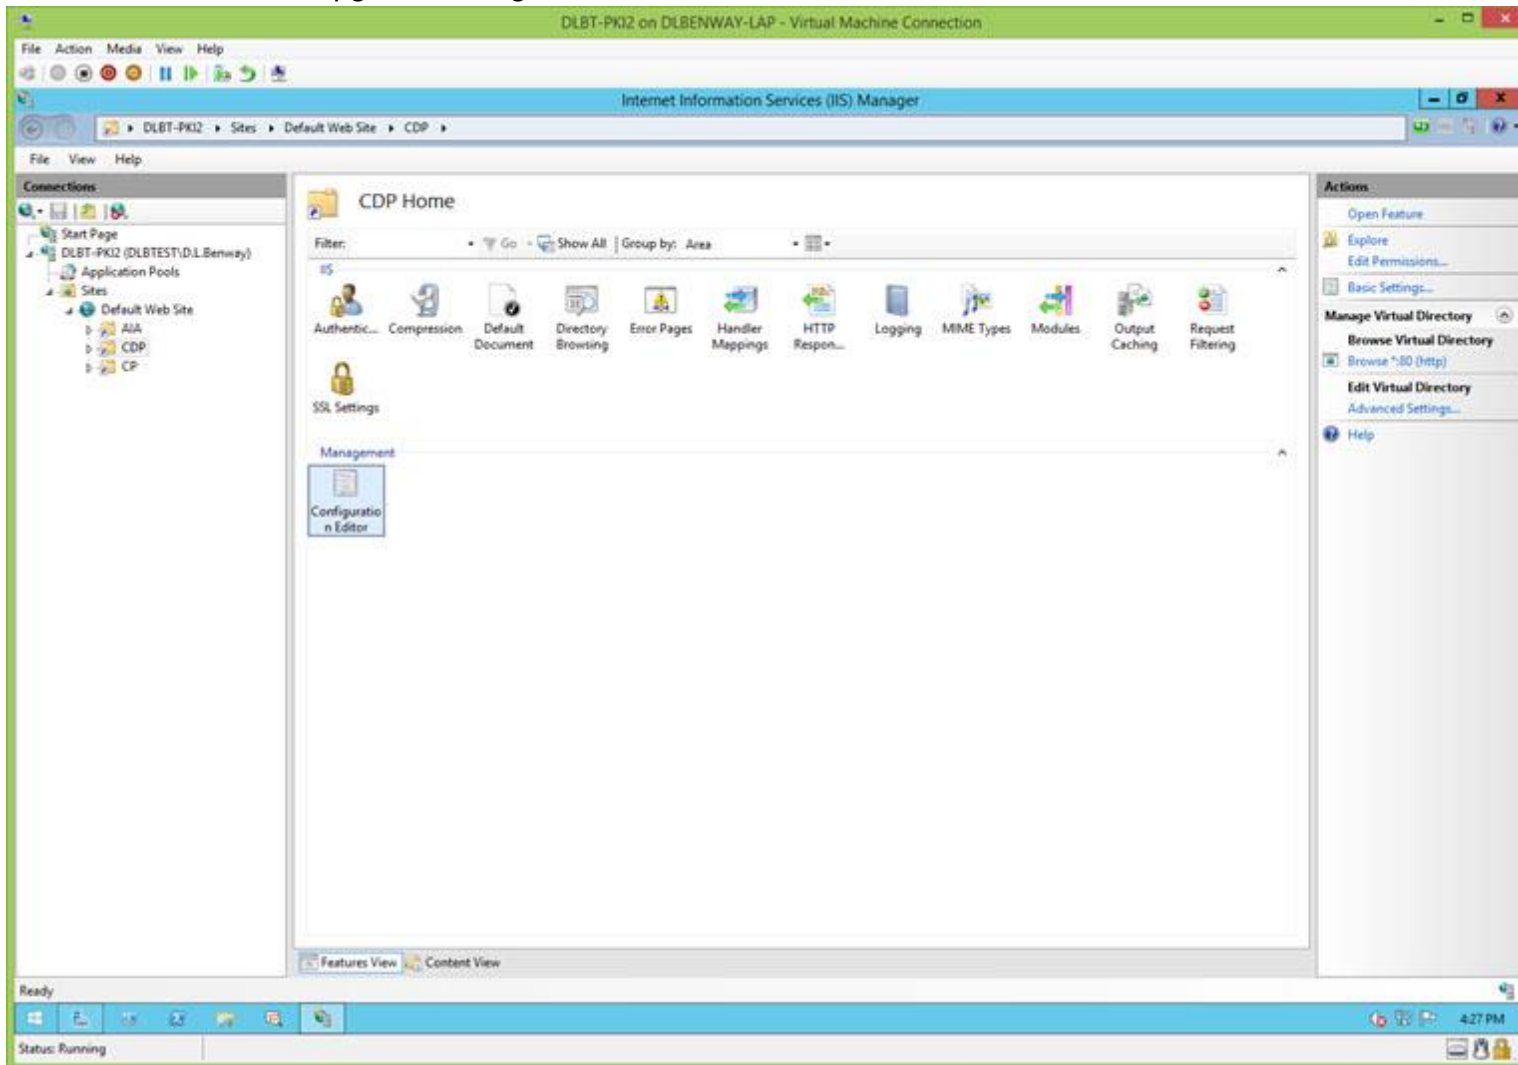 DLBT-PKI2 on DLBENWAY-LAP - Virtual Machine Connection
File Action Media View Help
Internet Information Services (IIS) Manager
DLBT-PKI2 Sites Default Web Site CDP
File View Help
Connections
Start Page
DLBT-PKI2 (DLBTEST\D.L.Benway)
Application Pools
Sites
Default Web Site
AIA
CDP
CP
CDP Home
Filter: Go Show All Group by: Area
IIS
Authentic... Compression Default Document Directory Browsing Error Pages Handler Mappings HTTP Respon... Logging MIME Types Modules Output Caching Request Filtering
SSL Settings
Management
Configuratio
n Editor
Features View Content View
Actions
Open Feature
Explore
Edit Permissions...
Basic Settings...
Manage Virtual Directory
Browse Virtual Directory
Browse *:80 (http)
Edit Virtual Directory
Advanced Settings...
Help
Ready
4:27 PM
Status: Running